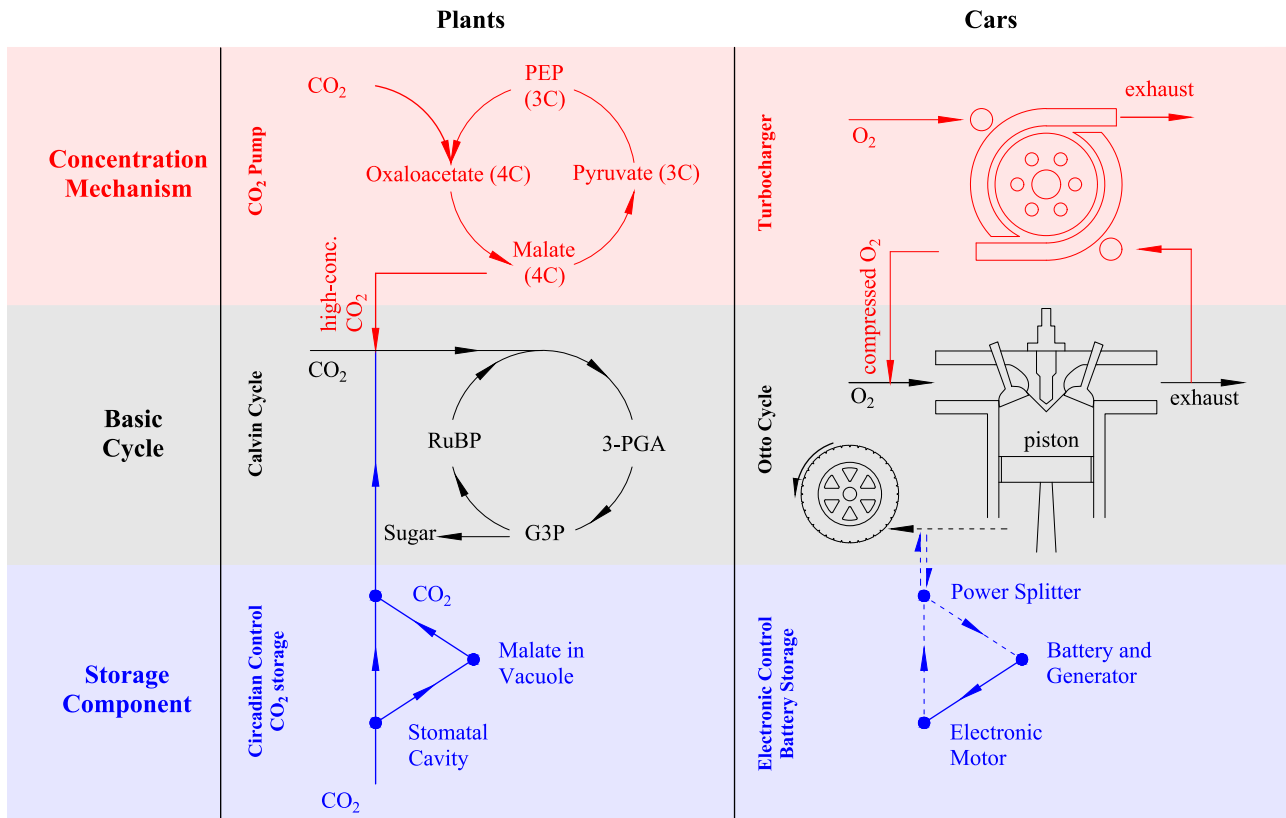 Plants
Cars
Concentration
Mechanism
CO₂ Pump
CO₂
PEP
(3C)
Oxaloacetate (4C)
Pyruvate (3C)
Malate
(4C)
high-conc.
CO₂
Turbocharger
O₂
exhaust
compressed O₂
Basic
Cycle
Calvin Cycle
CO₂
RuBP
3-PGA
Sugar
G3P
Otto Cycle
O₂
exhaust
piston
Storage
Component
Circadian Control
CO₂ storage
CO₂
Malate in
Vacuole
Stomatal
Cavity
CO₂
Electronic Control
Battery Storage
Power Splitter
Battery and
Generator
Electronic
Motor